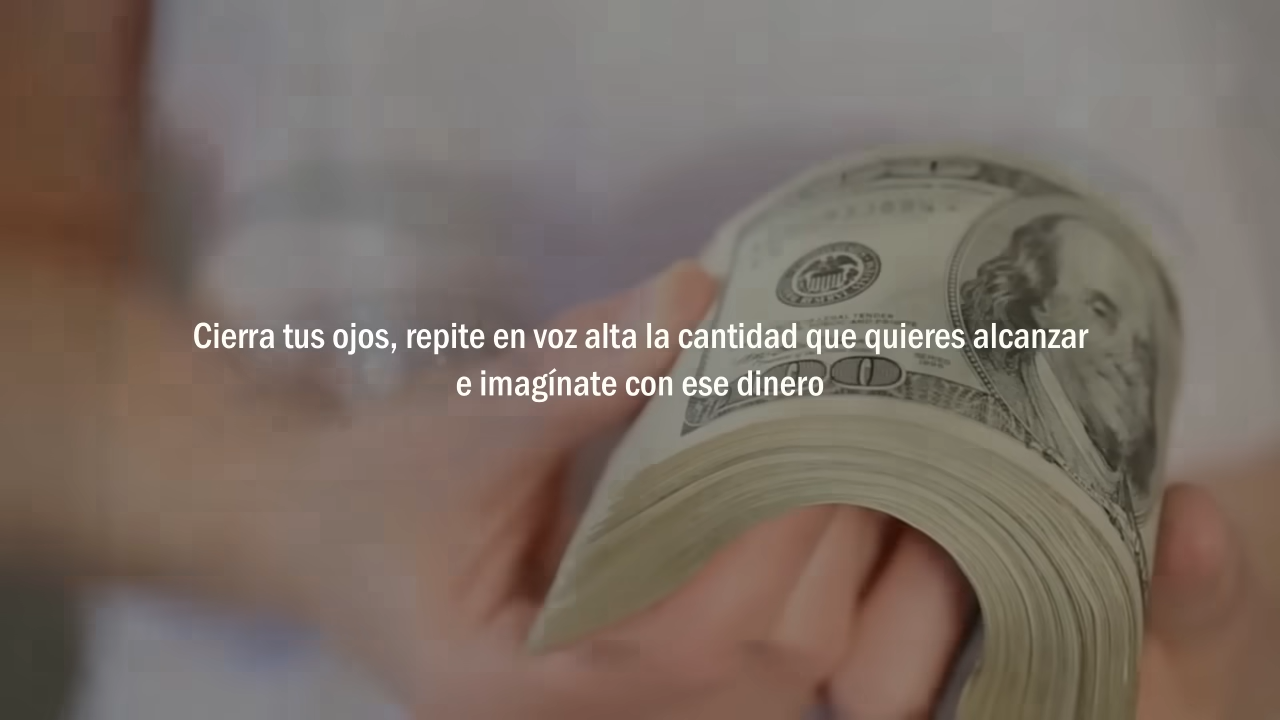 Cierra tus ojos, repite en voz alta la cantidad que quieres alcanzar
e imagínate con ese dinero